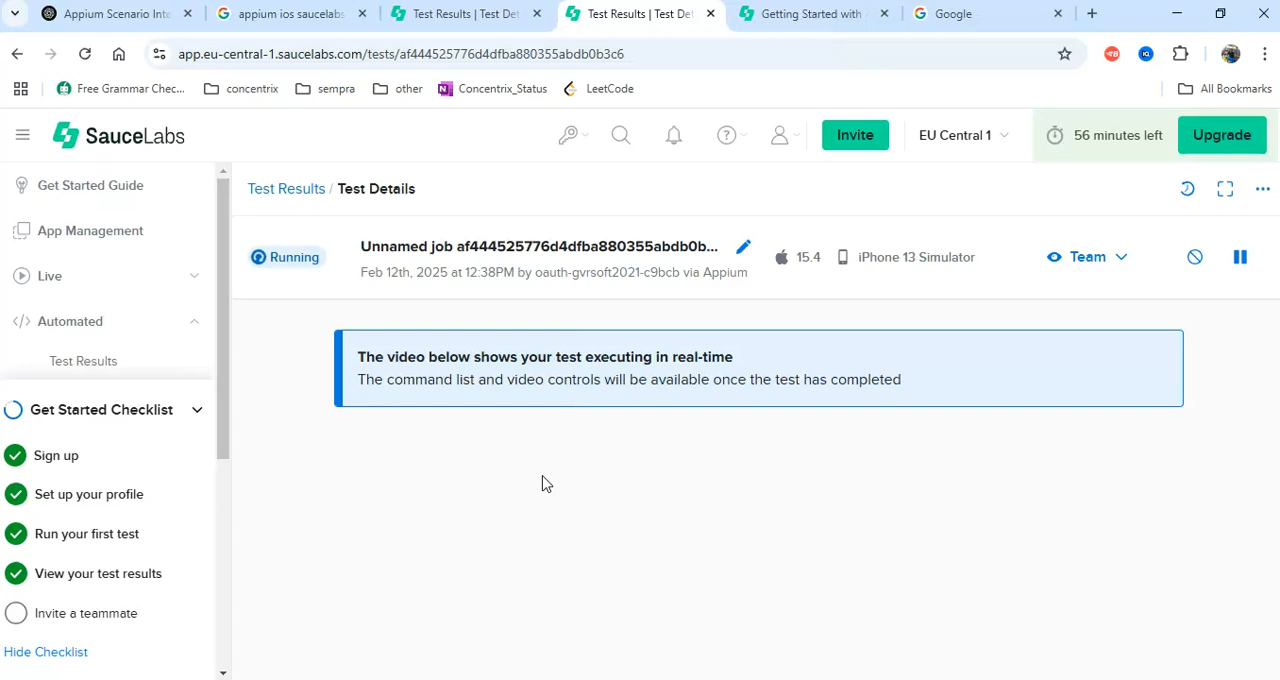 Appium Scenario Inte
appium ios saucelabs
Test Results | Test Det
Test Results | Test Det
Getting Started with
Google
app.eu-central-1.saucelabs.com/tests/af444525776d4dfba880355abdb0b3c6
Free Grammar Chec...
concentrix
sempra
other
Concentrix_Status
LeetCode
All Bookmarks
SauceLabs
Invite
EU Central 1
56 minutes left
Upgrade
Get Started Guide
App Management
Live
Automated
Test Results
Get Started Checklist
Sign up
Set up your profile
Run your first test
View your test results
Invite a teammate
Hide Checklist
Test Results / Test Details
Running
Unnamed job af444525776d4dfba880355abdb0b...
Feb 12th, 2025 at 12:38PM by oauth-gvrsoft2021-c9bcb via Appium
15.4
iPhone 13 Simulator
Team
The video below shows your test executing in real-time
The command list and video controls will be available once the test has completed